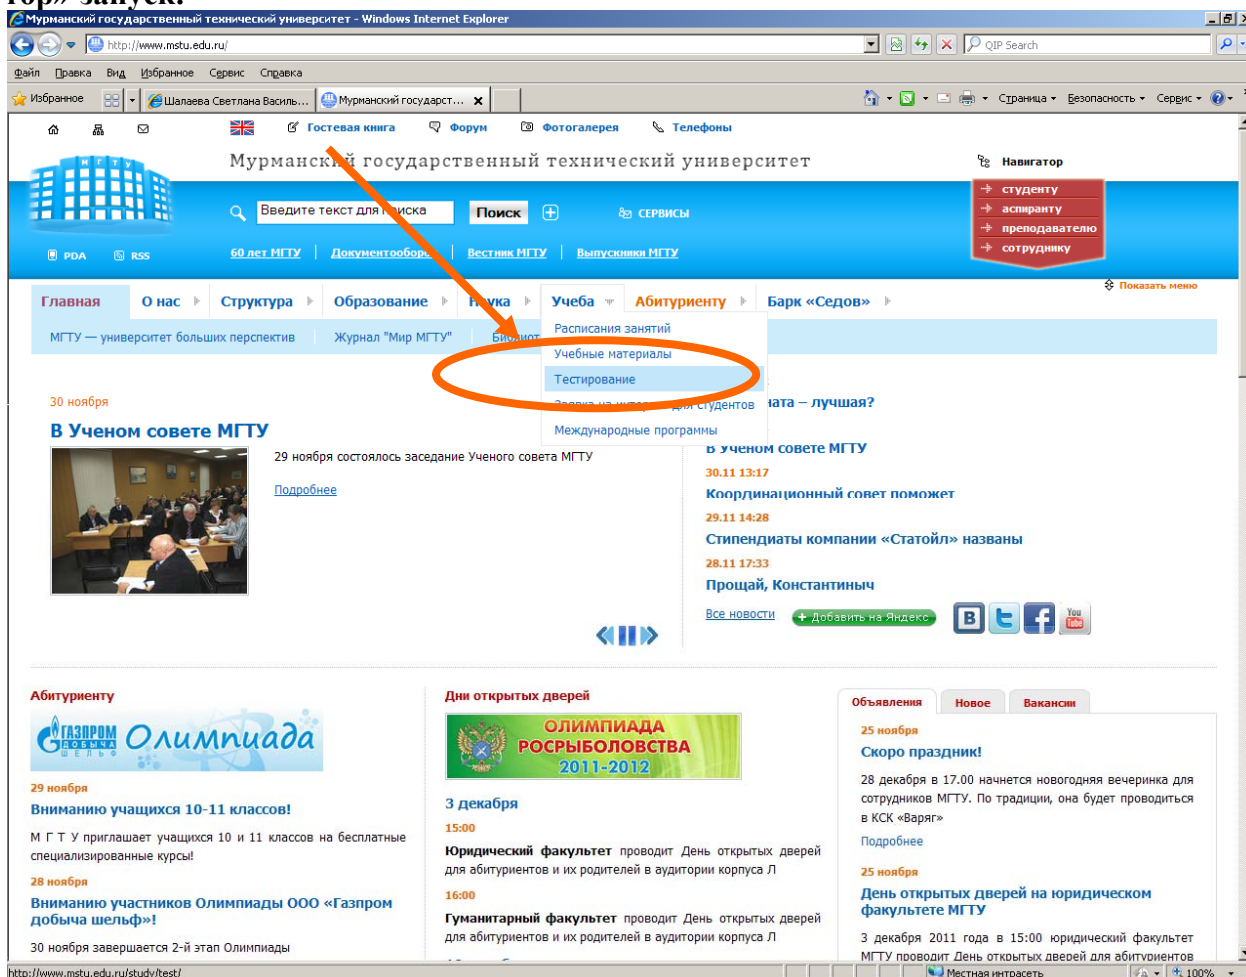 тор» запуск.
Мурманский государственный технический университет - Windows Internet Explorer
http://www.mstu.edu.ru/
QIP Search
Файл Правка Вид Избранное Сервис Справка
Избранное
Шалаева Светлана Василь...
Мурманский государст...
Страница
Безопасность
Сервис
Гостевая книга
Форум
Фотогалерея
Телефоны
МГТУ
Мурманский государственный технический университет
Навигатор
студенту
аспиранту
преподавателю
сотруднику
Введите текст для поиска
Поиск
СЕРВИСЫ
PDA
RSS
60 лет МГТУ
Вестник МГТУ
Выпускники МГТУ
Показать меню
Главная
О нас
Структура
Образование
Наука
Учеба
Абитуриенту
Барк «Седов»
МГТУ — университет больших перспектив
Журнал "Мир МГТУ"
Расписания занятий
Учебные материалы
Тестирование
Заявка на интернет для студентов
Международные программы
30 ноября
В Ученом совете МГТУ
29 ноября состоялось заседание Ученого совета МГТУ
Подробнее
– лучшая?
В Ученом совете МГТУ
30.11 13:17
Координационный совет поможет
29.11 14:28
Стипендиаты компании «Статойл» названы
28.11 17:33
Прощай, Константиныч
Все новости
+ Добавить на Яндекс
В
You Tube
Абитуриенту
ГАЗПРОМ
ДОБЫЧА
ШЕЛЬФ
Олимпиада
29 ноября
Вниманию учащихся 10-11 классов!
М Г Т У приглашает учащихся 10 и 11 классов на бесплатные
специализированные курсы!
28 ноября
Вниманию участников Олимпиады ООО «Газпром
добыча шельф»!
30 ноября завершается 2-й этап Олимпиады
Дни открытых дверей
ОЛИМПИАДА
РОСРЫБОЛОВСТВА
2011-2012
3 декабря
15:00
Юридический факультет проводит День открытых дверей
для абитуриентов и их родителей в аудитории корпуса Л
16:00
Гуманитарный факультет проводит День открытых дверей
для абитуриентов и их родителей в аудитории корпуса Л
Объявления
Новое
Вакансии
25 ноября
Скоро праздник!
28 декабря в 17.00 начнется новогодняя вечеринка для
сотрудников МГТУ. По традиции, она будет проводиться
в КСК «Варяг»
Подробнее
25 ноября
День открытых дверей на юридическом
факультете МГТУ
3 декабря 2011 года в 15:00 юридический факультет
МГТУ проводит День открытых дверей для абитуриентов
http://www.mstu.edu.ru/study/test/
Местная интрасеть
100%